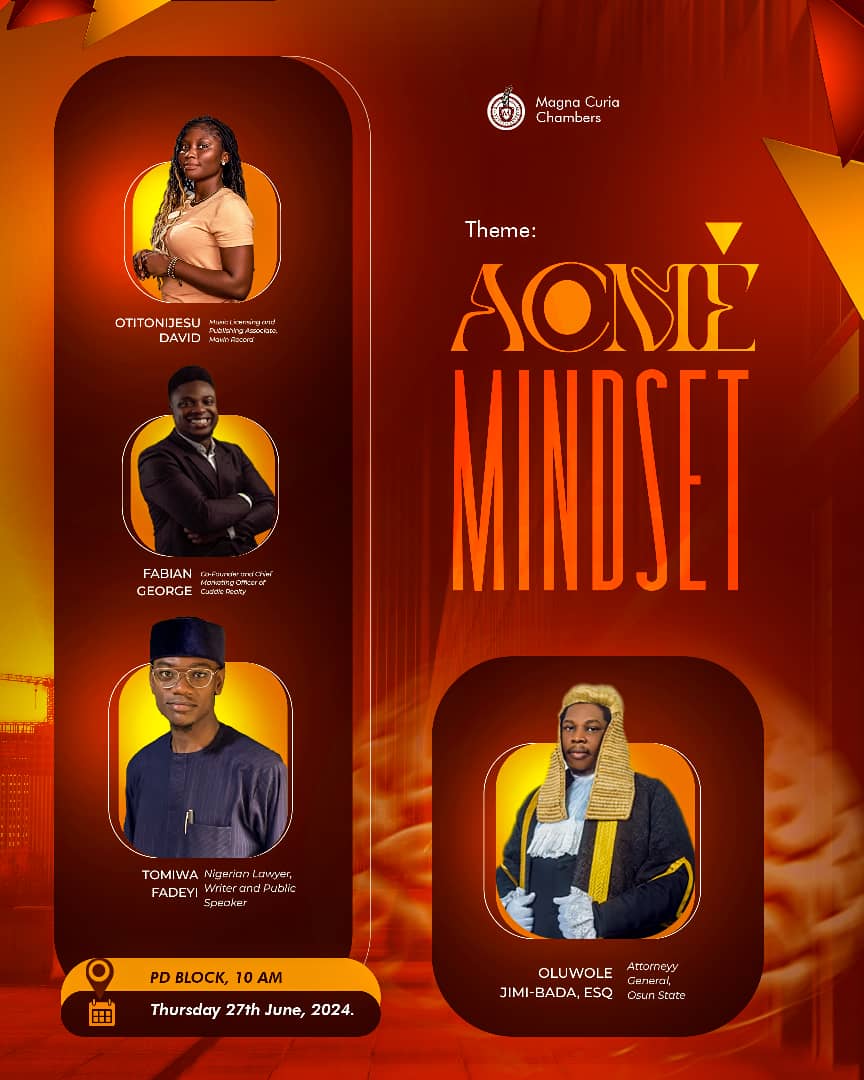 Magna Curia
Chambers
Theme:
ACMÉ
MINDSET
OTITONIJESU
DAVID
Music Licensing and
Publishing Associate,
Mavin Record
FABIAN
GEORGE
Co-Founder and Chief
Marketing Officer of
Cuddle Realty
TOMIWA
FADEYI
Nigerian Lawyer,
Writer and Public
Speaker
OLUWOLE
JIMI-BADA, ESQ
Attorneyy
General,
Osun State
PD BLOCK, 10 AM
Thursday 27th June, 2024.